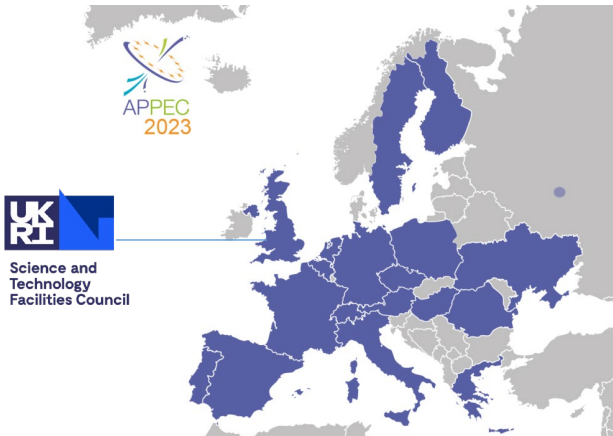 APPEC
2023
UK
RI
Science and
Technology
Facilities Council